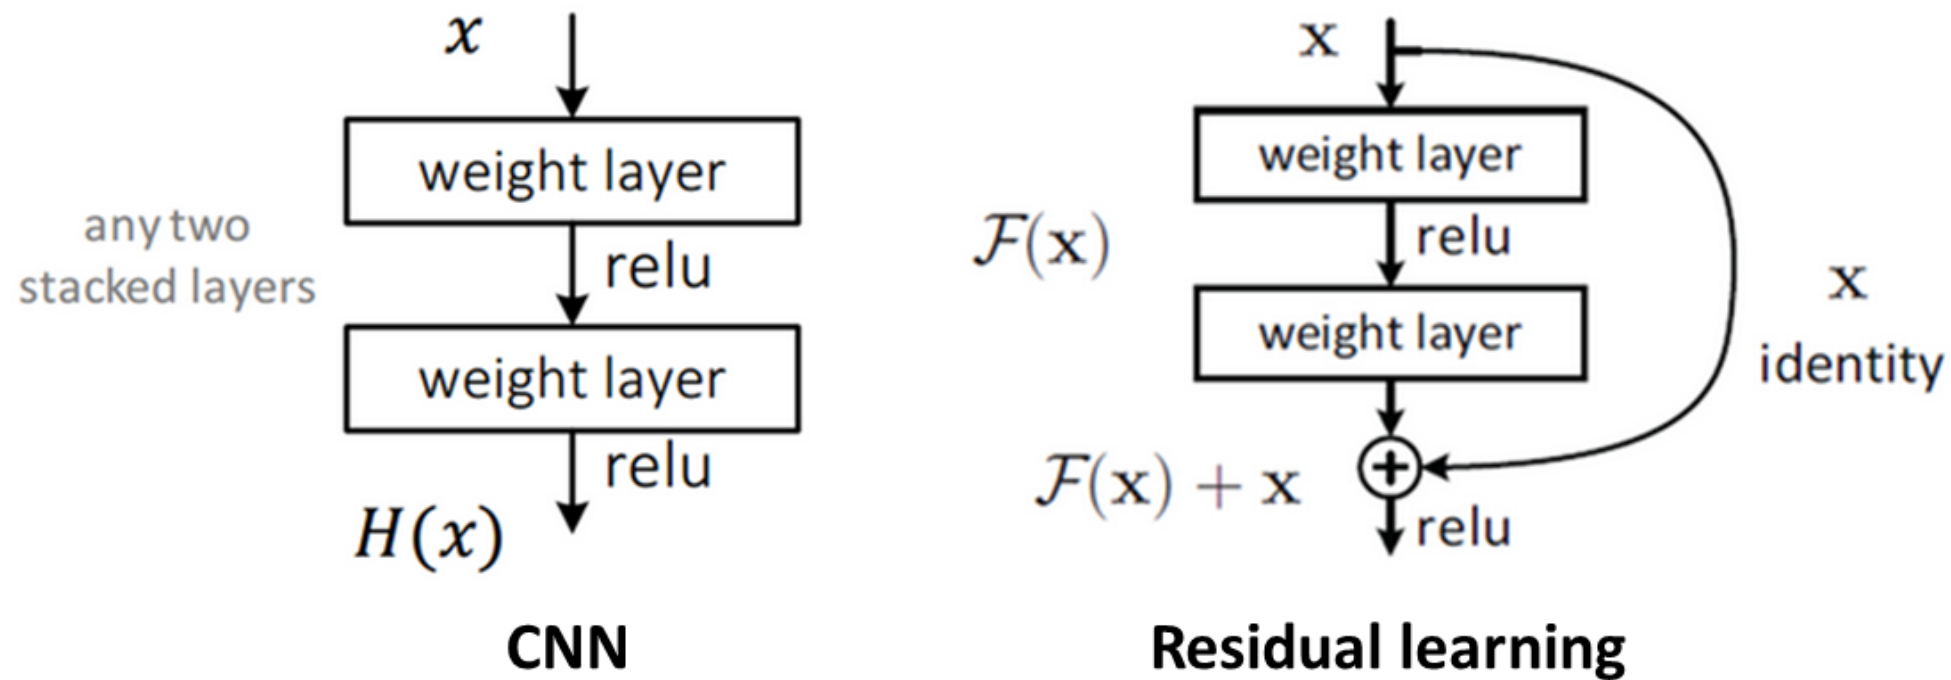 x
weight layer
any two
stacked layers
relu
weight layer
relu
H(x)
CNN
x
weight layer
F(x)
relu
weight layer
x
identity
F(x) + x
+
relu
Residual learning